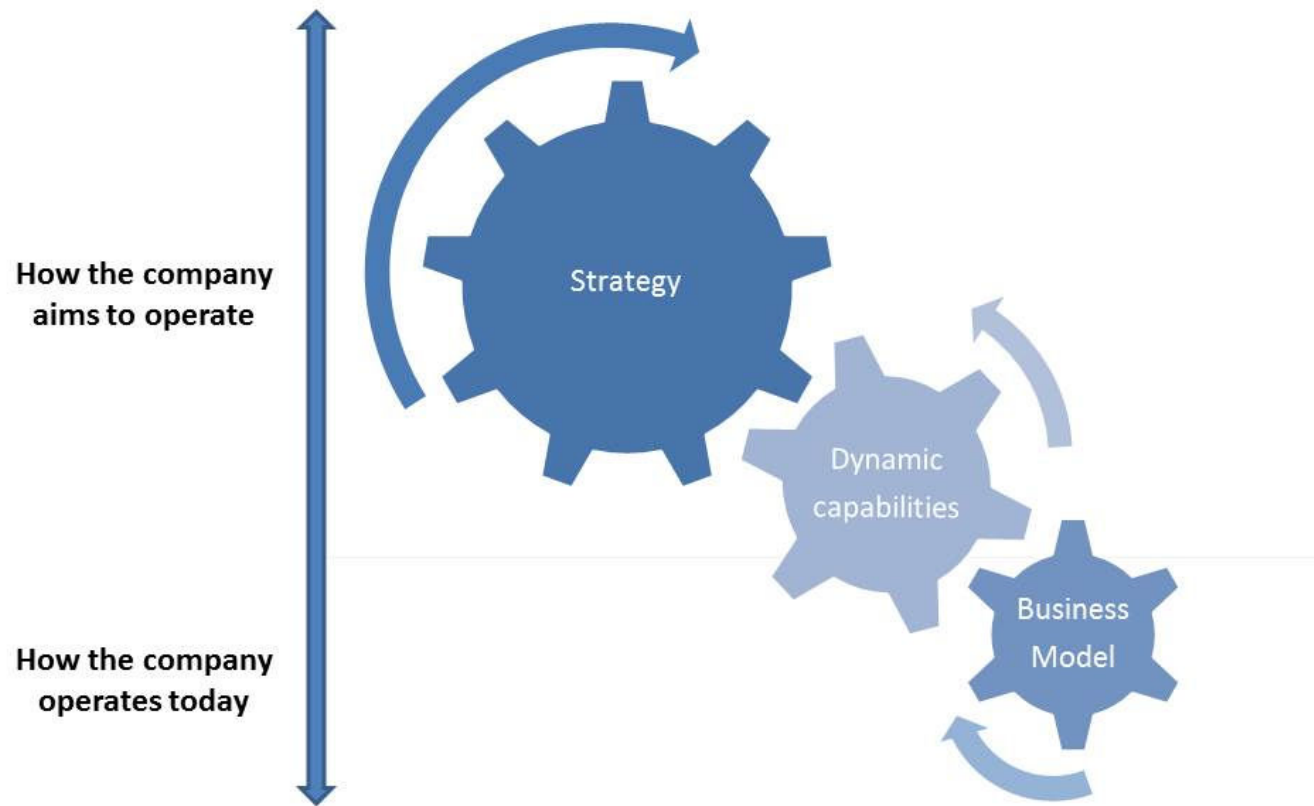 How the company
aims to operate
Strategy
Dynamic
capabilities
Business
Model
How the company
operates today